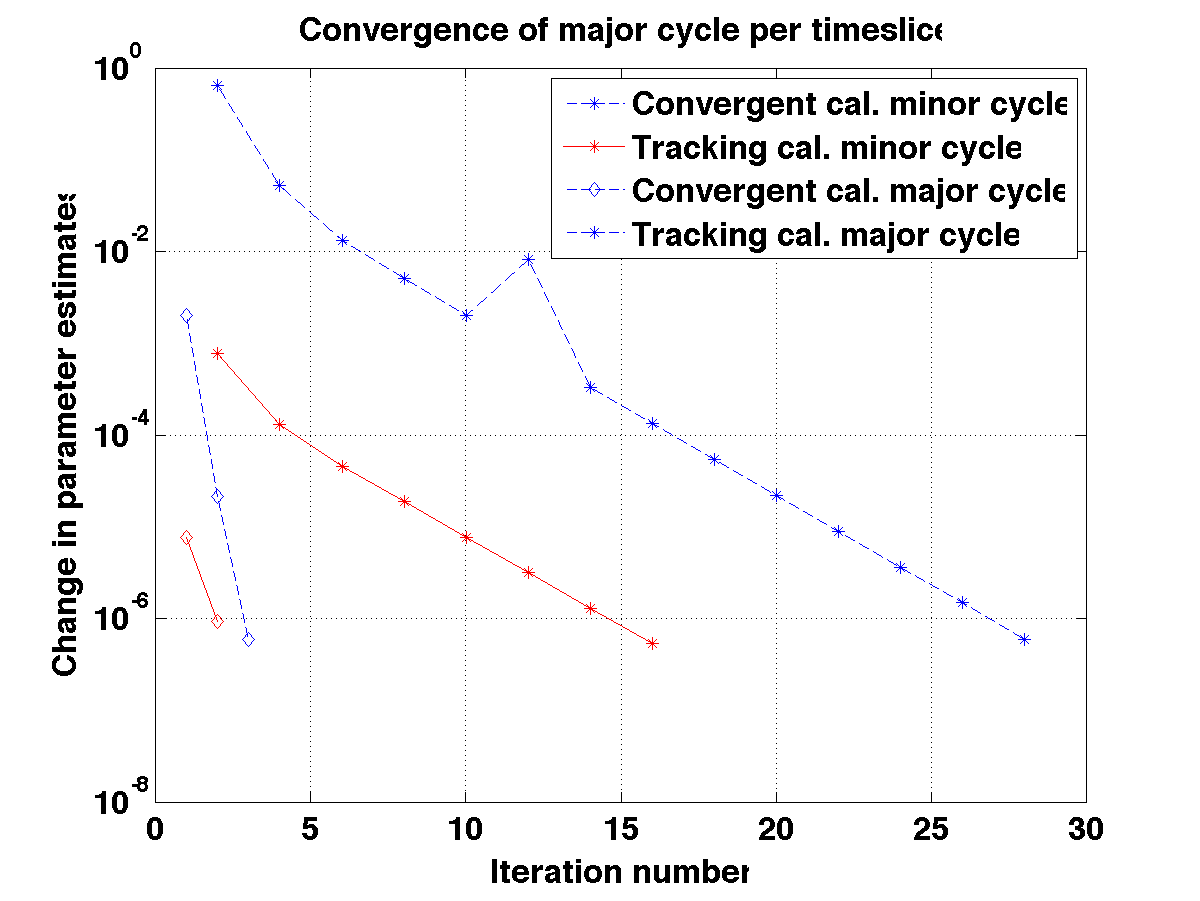 Convergence of major cycle per timeslice
10^0
10^-2
10^-4
10^-6
10^-8
Change in parameter estimates
Convergent cal. minor cycle
Tracking cal. minor cycle
Convergent cal. major cycle
Tracking cal. major cycle
0 5 10 15 20 25 30
Iteration number